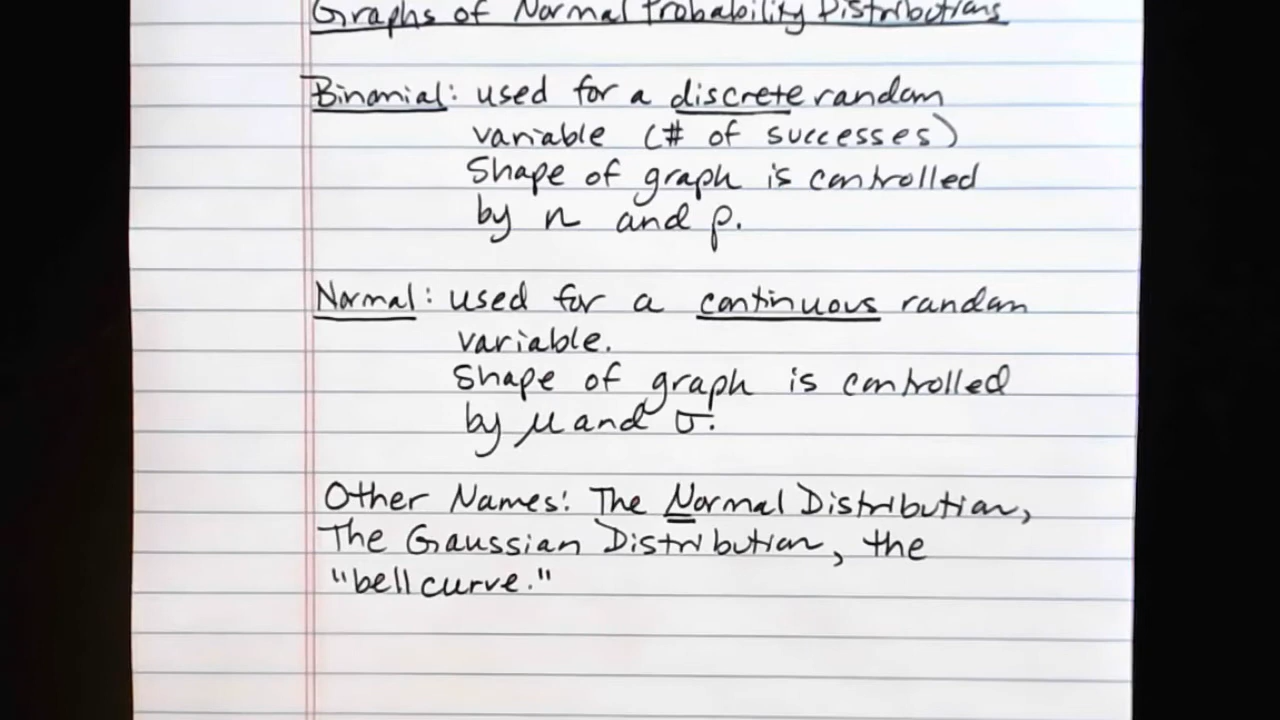 Graphs of Normal Probability Distributions
Binomial: used for a discrete random
variable (# of successes)
Shape of graph is controlled
by n and p.
Normal: used for a continuous random
variable.
Shape of graph is controlled
by μ and σ.
Other Names: The Normal Distribution,
The Gaussian Distribution, the
"bell curve."